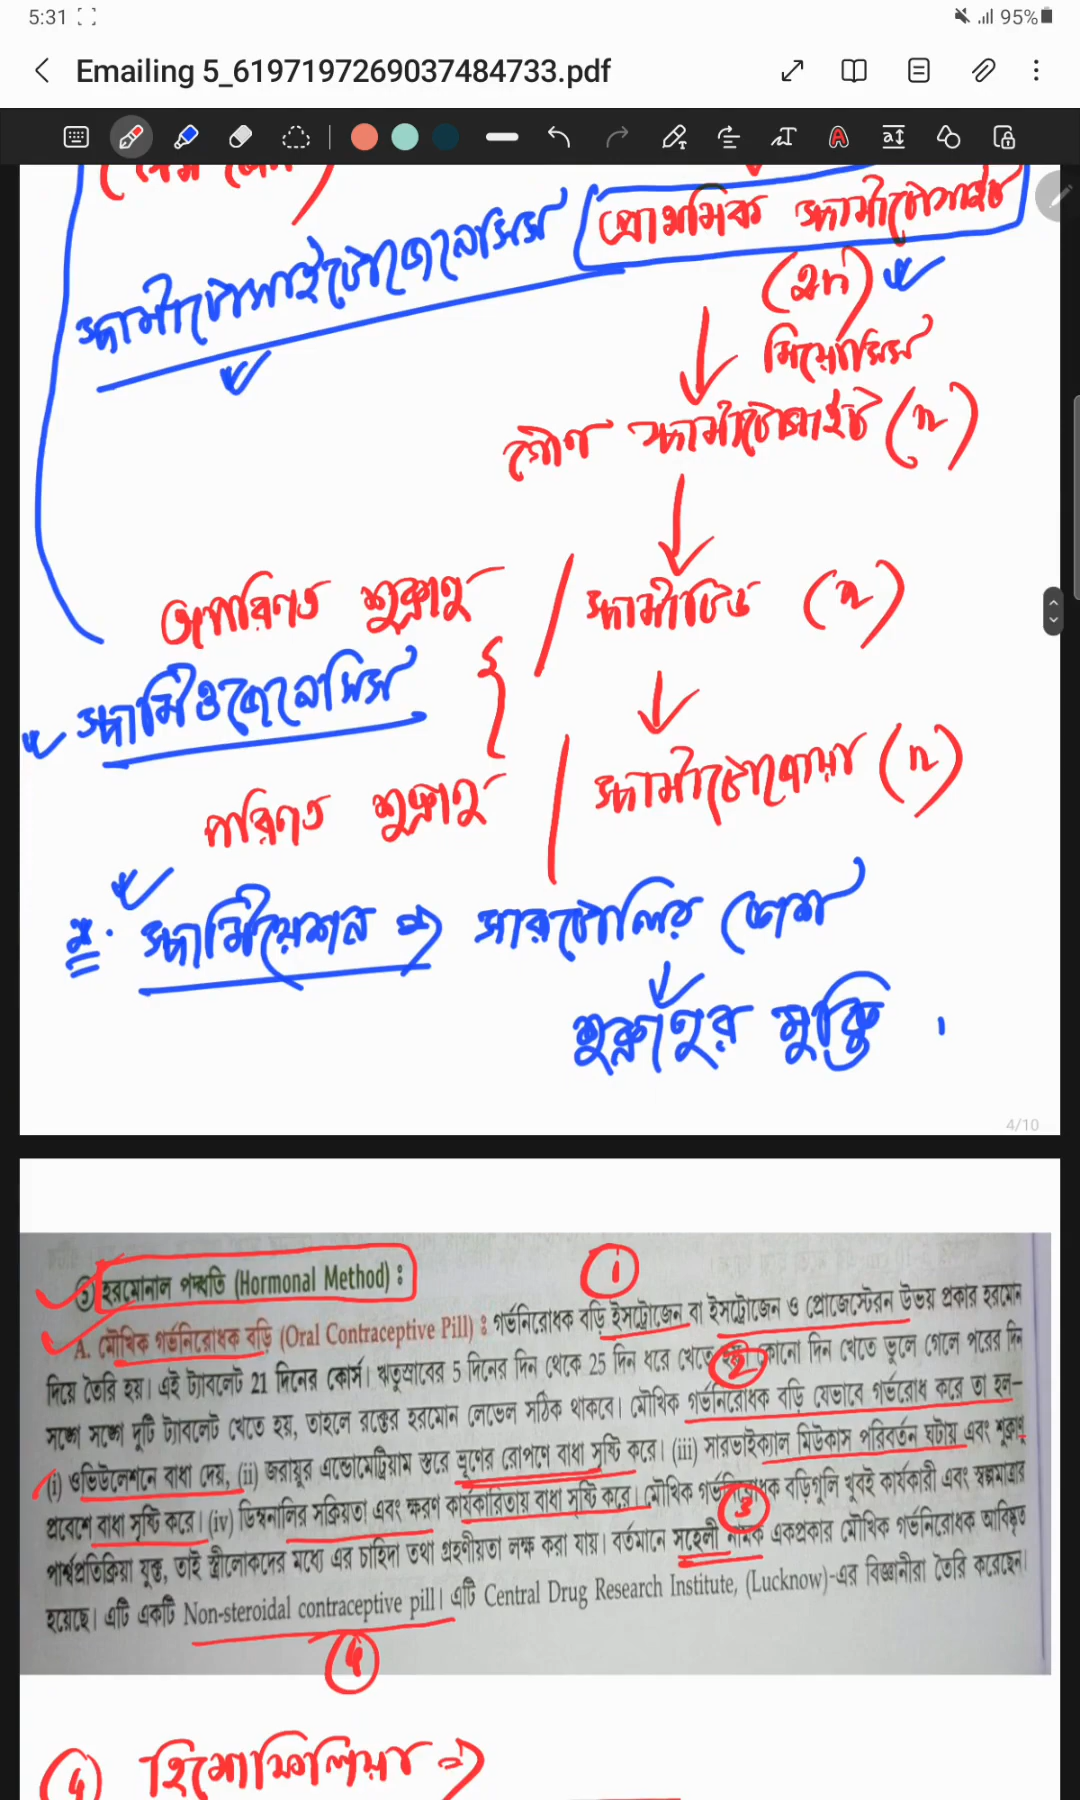 5:31
95%
Emailing 5_6197197269037484733.pdf
স্পার্মাটোসাইটোজেনেসিস
প্রাথমিক স্পার্মাটোসাইট
(2n)
মিয়োসিস
গৌণ স্পার্মাটোসাইট (n)
অপরিণত শুক্রাণু / স্পার্মাটিড (n)
স্পার্মিওজেনেসিস
পরিণত শুক্রাণু / স্পার্মাটোজোয়া (n)
স্পার্মিয়েশন ⇒ সারটোলির কোশ
শুক্রাণুর মুক্তি ।
4/10
1
③ হরমোনাল পদ্ধতি (Hormonal Method) :
A. মৌখিক গর্ভনিরোধক বড়ি (Oral Contraceptive Pill) : গর্ভনিরোধক বড়ি ইসট্রোজেন বা ইসট্রোজেন ও প্রোজেস্টেরন উভয় প্রকার হরমোন
দিয়ে তৈরি হয়। এই ট্যাবলেট 21 দিনের কোর্স। ঋতুস্রাবের 5 দিনের দিন থেকে 25 দিন ধরে খেতে 2 কোনো দিন খেতে ভুলে গেলে পরের দিন
সঙ্গে সঙ্গে দুটি ট্যাবলেট খেতে হয়, তাহলে রক্তের হরমোন লেভেল সঠিক থাকবে। মৌখিক গর্ভনিরোধক বড়ি যেভাবে গর্ভরোধ করে তা হল–
(i) ওভিউলেশনে বাধা দেয়, (ii) জরায়ুর এন্ডোমেট্রিয়াম স্তরে ভ্রূণের রোপণে বাধা সৃষ্টি করে। (iii) সারভাইক্যাল মিউকাস পরিবর্তন ঘটায় এবং শুক্রাণু
প্রবেশে বাধা সৃষ্টি করে। (iv) ডিম্বনালির সক্রিয়তা এবং ক্ষরণ কার্যকারিতায় বাধা সৃষ্টি করে। মৌখিক গর্ভনিরোধক বড়িগুলি খুবই কার্যকারী এবং স্বল্পমাত্রার
3
পার্শ্বপ্রতিক্রিয়া যুক্ত, তাই স্ত্রীলোকদের মধ্যে এর চাহিদা তথা গ্রহণীয়তা লক্ষ করা যায়। বর্তমানে সহেলী নামক একপ্রকার মৌখিক গর্ভনিরোধক আবিষ্কৃত
হয়েছে। এটি একটি Non-steroidal contraceptive pill। এটি Central Drug Research Institute, (Lucknow)-এর বিজ্ঞানীরা তৈরি করেছেন।
4
হিমোফিলিয়া ⇒